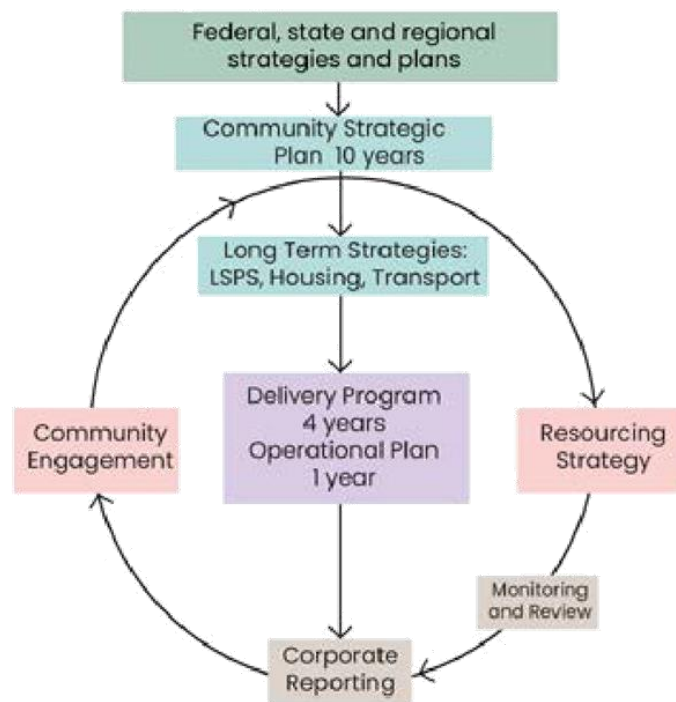 Federal, state and regional
strategies and plans
Community Strategic
Plan 10 years
Long Term Strategies:
LSPS, Housing, Transport
Delivery Program
4 years
Operational Plan
1 year
Community
Engagement
Resourcing
Strategy
Monitoring
and Review
Corporate
Reporting